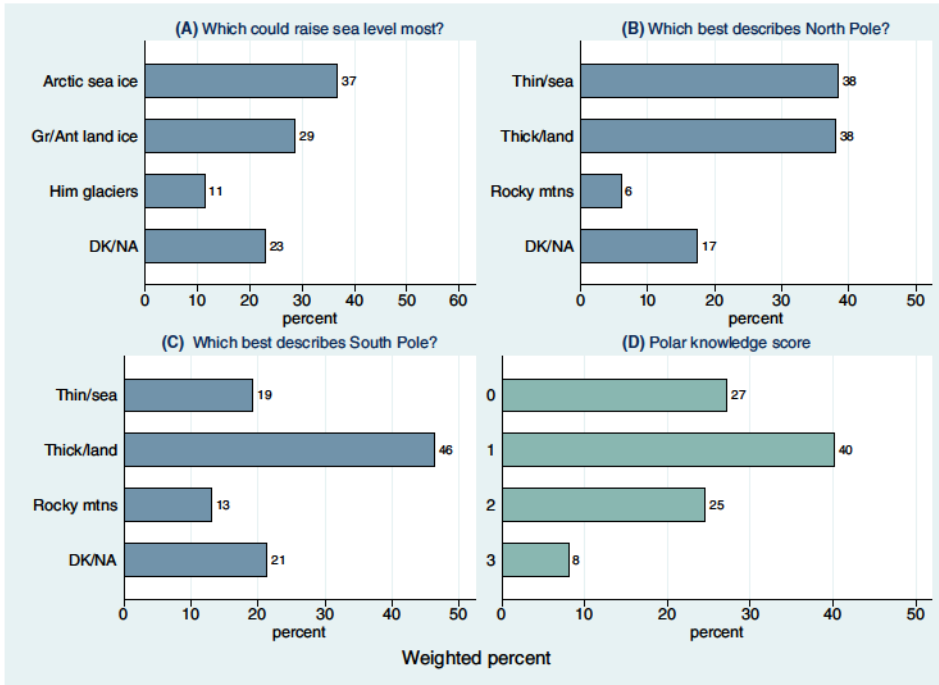 (A) Which could raise sea level most?
Arctic sea ice 37
Gr/Ant land ice 29
Him glaciers 11
DK/NA 23
0 10 20 30 40 50 60
percent
(B) Which best describes North Pole?
Thin/sea 38
Thick/land 38
Rocky mtns 6
DK/NA 17
0 10 20 30 40 50
percent
(C) Which best describes South Pole?
Thin/sea 19
Thick/land 46
Rocky mtns 13
DK/NA 21
0 10 20 30 40 50
percent
(D) Polar knowledge score
0 27
1 40
2 25
3 8
0 10 20 30 40 50
percent
Weighted percent